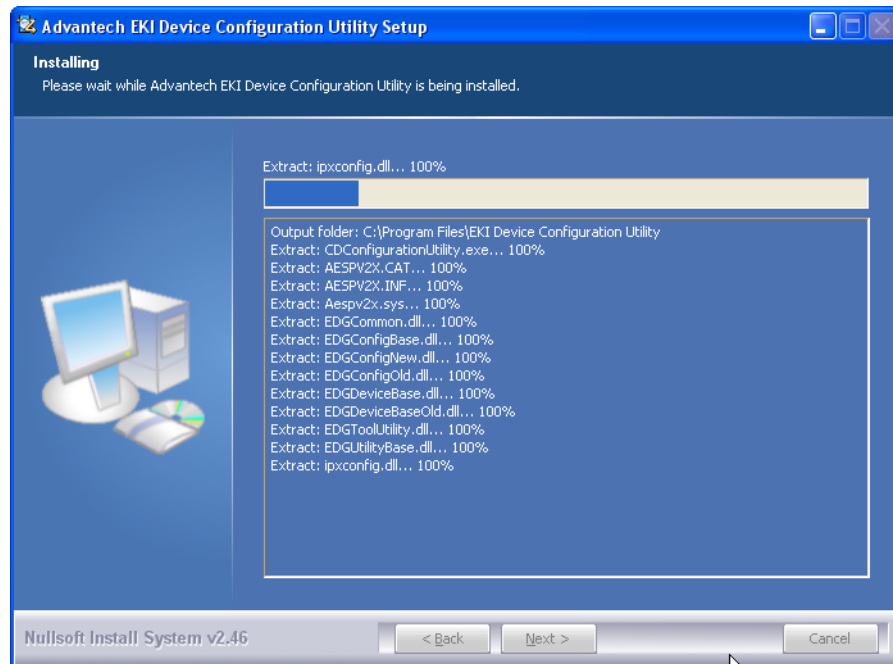 Advantech EKI Device Configuration Utility Setup
Installing
Please wait while Advantech EKI Device Configuration Utility is being installed.
Extract: ipxconfig.dll... 100%
Output folder: C:\Program Files\EKI Device Configuration Utility
Extract: CDConfigurationUtility.exe... 100%
Extract: AESPV2X.CAT... 100%
Extract: AESPV2X.INF... 100%
Extract: Aespv2x.sys... 100%
Extract: EDGCommon.dll... 100%
Extract: EDGConfigBase.dll... 100%
Extract: EDGConfigNew.dll... 100%
Extract: EDGConfigOld.dll... 100%
Extract: EDGDeviceBase.dll... 100%
Extract: EDGDeviceBaseOld.dll... 100%
Extract: EDGToolUtility.dll... 100%
Extract: EDGUtilityBase.dll... 100%
Extract: ipxconfig.dll... 100%
Nullsoft Install System v2.46
< Back
Next >
Cancel